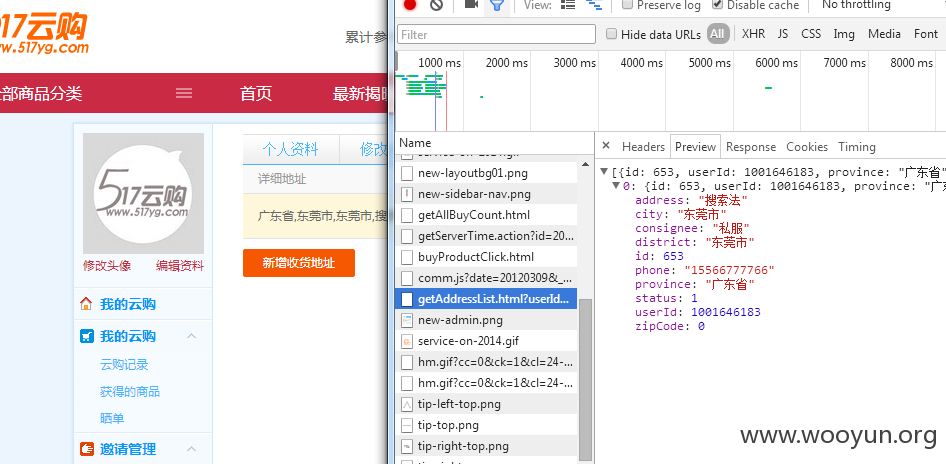 517云购
www.517yg.com
累计参
全部商品分类
首页
最新揭晓
517云购
www.517yg.com
修改头像
编辑资料
我的云购
我的云购
云购记录
获得的商品
晒单
邀请管理
个人资料
修改
详细地址
广东省,东莞市,东莞市,搜
新增收货地址
View:
Preserve log
Disable cache
No throttling
Filter
Hide data URLs
All
XHR
JS
CSS
Img
Media
Font
1000 ms
2000 ms
3000 ms
4000 ms
5000 ms
6000 ms
7000 ms
8000 ms
Name
new-layoutbg01.png
new-sidebar-nav.png
getAllBuyCount.html
getServerTime.action?id=20...
buyProductClick.html
comm.js?date=20120309&_...
getAddressList.html?userId...
new-admin.png
service-on-2014.gif
hm.gif?cc=0&ck=1&cl=24-...
hm.gif?cc=0&ck=1&cl=24-...
tip-left-top.png
tip-top.png
tip-right-top.png
Headers
Preview
Response
Cookies
Timing
[{id: 653, userId: 1001646183, province: "广东省"
0: {id: 653, userId: 1001646183, province: "广
address: "搜索法"
city: "东莞市"
consignee: "私服"
district: "东莞市"
id: 653
phone: "15566777766"
province: "广东省"
status: 1
userId: 1001646183
zipCode: 0
www.wooyun.org